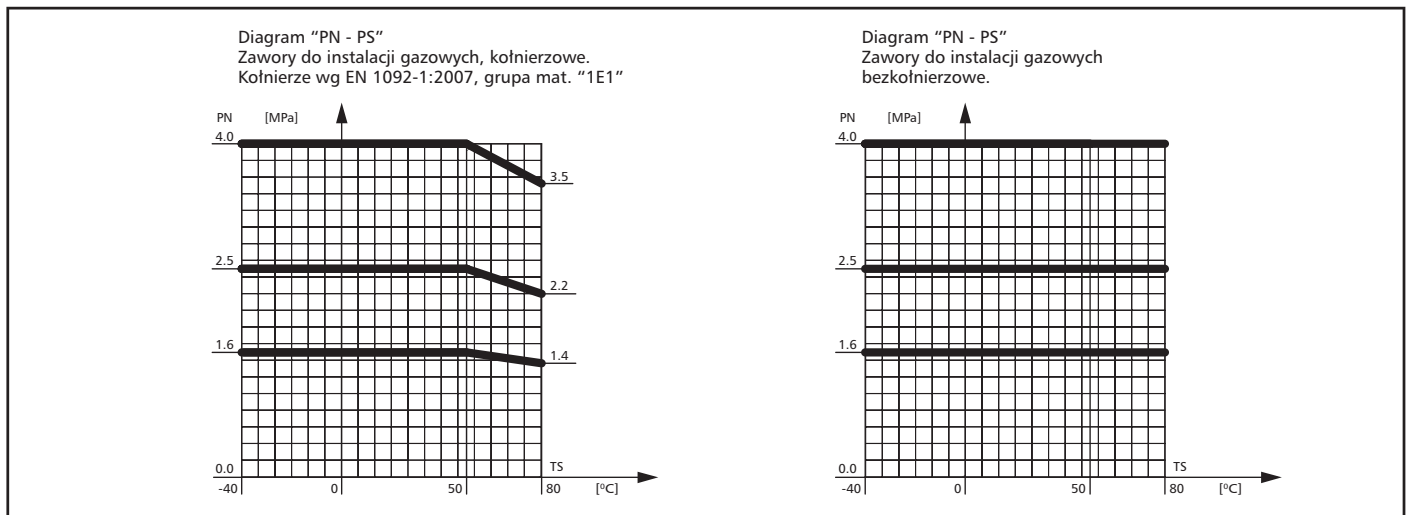 Diagram “PN - PS”
Zawory do instalacji gazowych, kołnierzowe.
Kołnierze wg EN 1092-1:2007, grupa mat. “1E1”
PN [MPa]
4.0
3.5
2.5
2.2
1.6
1.4
0.0
TS
-40 0 50 80 [ºC]
Diagram “PN - PS”
Zawory do instalacji gazowych
bezkołnierzowe.
PN [MPa]
4.0
2.5
1.6
0.0
TS
-40 0 50 80 [ºC]